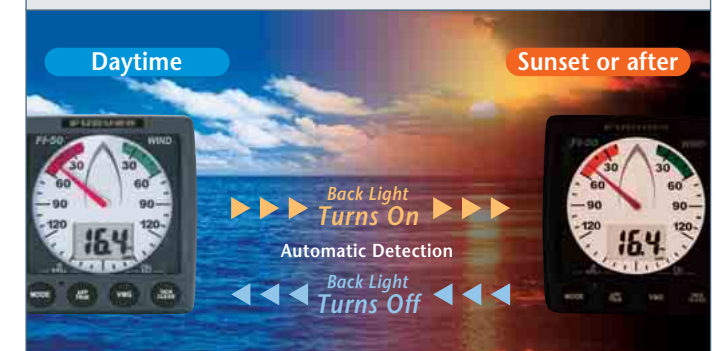 Daytime
Sunset or after
FURUNO
FI-50 WIND
30 30
60 60
90 90
120 120
16.4
MODE
VMG
Back Light
Turns On
Automatic Detection
Back Light
Turns Off
WIND
30 30
60 60
90 90
120 120
16.4
MODE
VMG